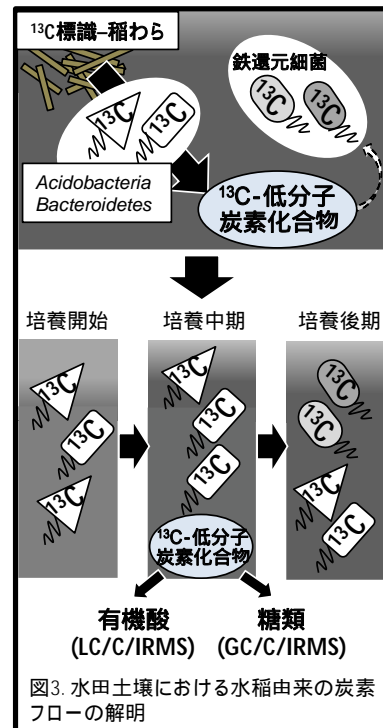 ¹³C標識–稲わら
鉄還元細菌
¹³C
¹³C
¹³C
¹³C
Acidobacteria
Bacteroidetes
¹³C-低分子
炭素化合物
培養開始
培養中期
培養後期
¹³C
¹³C
¹³C
¹³C
¹³C
¹³C
¹³C
¹³C
¹³C
¹³C
¹³C-低分子
炭素化合物
有機酸
(LC/C/IRMS)
糖類
(GC/C/IRMS)
図3. 水田土壌における水稲由来の炭素
フローの解明